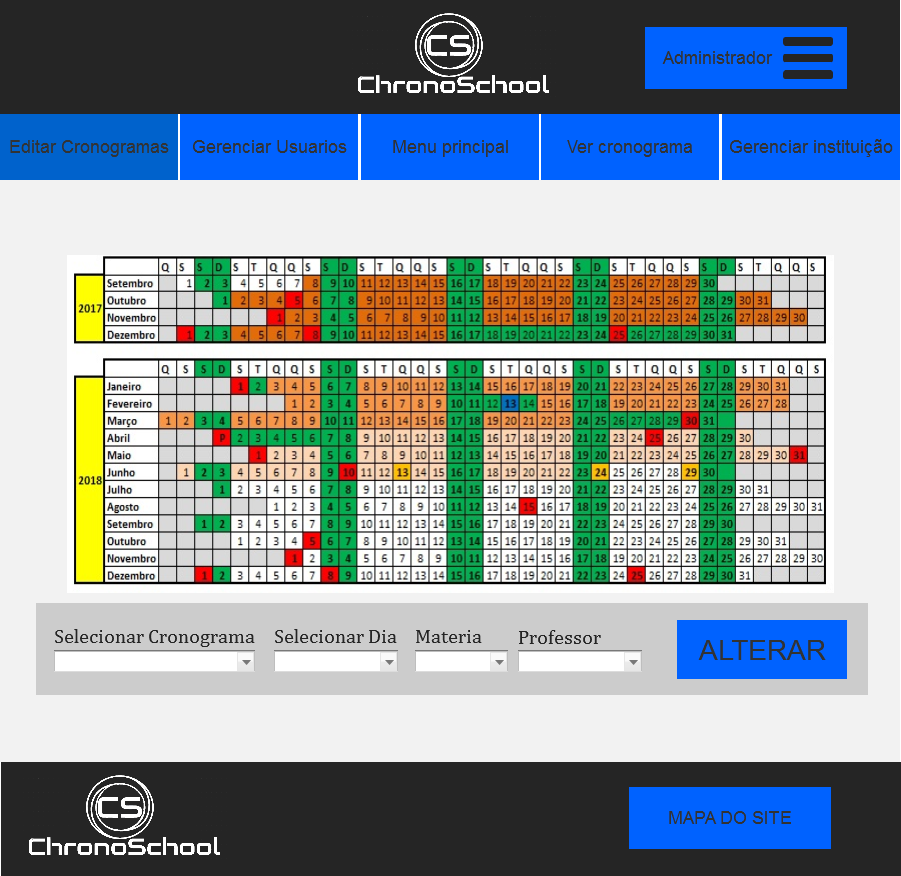 CS
ChronoSchool
Administrador
Editar Cronogramas
Gerenciar Usuarios
Menu principal
Ver cronograma
Gerenciar instituição
Q S S D S T Q Q S S D S T Q Q S S D S T Q Q S S D S T Q Q S S D S T Q Q S
2017
Setembro 1 2 3 4 5 6 7 8 9 10 11 12 13 14 15 16 17 18 19 20 21 22 23 24 25 26 27 28 29 30
Outubro 1 2 3 4 5 6 7 8 9 10 11 12 13 14 15 16 17 18 19 20 21 22 23 24 25 26 27 28 29 30 31
Novembro 1 2 3 4 5 6 7 8 9 10 11 12 13 14 15 16 17 18 19 20 21 22 23 24 25 26 27 28 29 30
Dezembro 1 2 3 4 5 6 7 8 9 10 11 12 13 14 15 16 17 18 19 20 21 22 23 24 25 26 27 28 29 30 31
Q S S D S T Q Q S S D S T Q Q S S D S T Q Q S S D S T Q Q S S D S T Q Q S
2018
Janeiro 1 2 3 4 5 6 7 8 9 10 11 12 13 14 15 16 17 18 19 20 21 22 23 24 25 26 27 28 29 30 31
Fevereiro 1 2 3 4 5 6 7 8 9 10 11 12 13 14 15 16 17 18 19 20 21 22 23 24 25 26 27 28
Março 1 2 3 4 5 6 7 8 9 10 11 12 13 14 15 16 17 18 19 20 21 22 23 24 25 26 27 28 29 30 31
Abril P 2 3 4 5 6 7 8 9 10 11 12 13 14 15 16 17 18 19 20 21 22 23 24 25 26 27 28 29 30
Maio 1 2 3 4 5 6 7 8 9 10 11 12 13 14 15 16 17 18 19 20 21 22 23 24 25 26 27 28 29 30 31
Junho 1 2 3 4 5 6 7 8 9 10 11 12 13 14 15 16 17 18 19 20 21 22 23 24 25 26 27 28 29 30
Julho 1 2 3 4 5 6 7 8 9 10 11 12 13 14 15 16 17 18 19 20 21 22 23 24 25 26 27 28 29 30 31
Agosto 1 2 3 4 5 6 7 8 9 10 11 12 13 14 15 16 17 18 19 20 21 22 23 24 25 26 27 28 29 30 31
Setembro 1 2 3 4 5 6 7 8 9 10 11 12 13 14 15 16 17 18 19 20 21 22 23 24 25 26 27 28 29 30
Outubro 1 2 3 4 5 6 7 8 9 10 11 12 13 14 15 16 17 18 19 20 21 22 23 24 25 26 27 28 29 30 31
Novembro 1 2 3 4 5 6 7 8 9 10 11 12 13 14 15 16 17 18 19 20 21 22 23 24 25 26 27 28 29 30
Dezembro 1 2 3 4 5 6 7 8 9 10 11 12 13 14 15 16 17 18 19 20 21 22 23 24 25 26 27 28 29 30 31
Selecionar Cronograma
Selecionar Dia
Materia
Professor
ALTERAR
CS
ChronoSchool
MAPA DO SITE